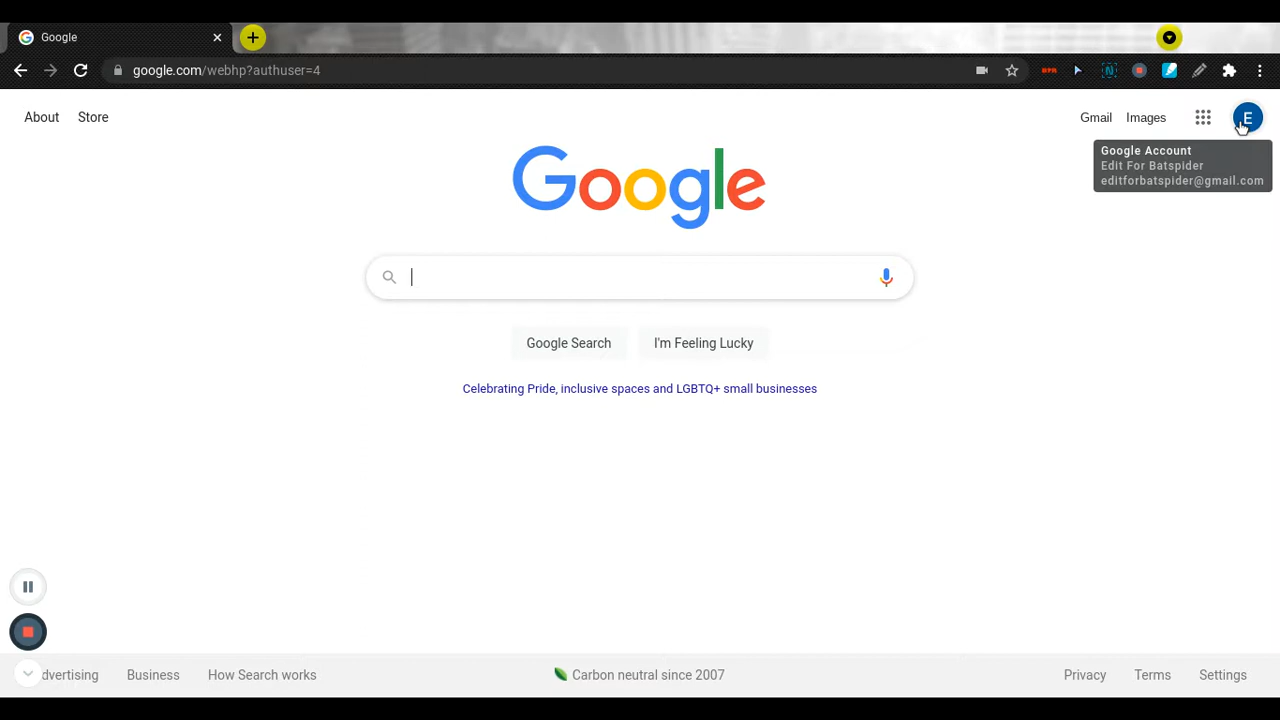 Google
google.com/webhp?authuser=4
About Store
Gmail Images
E
Google Account
Edit For Batspider
editforbatspider@gmail.com
Google
Google Search I'm Feeling Lucky
Celebrating Pride, inclusive spaces and LGBTQ+ small businesses
dvertising Business How Search works Carbon neutral since 2007 Privacy Terms Settings